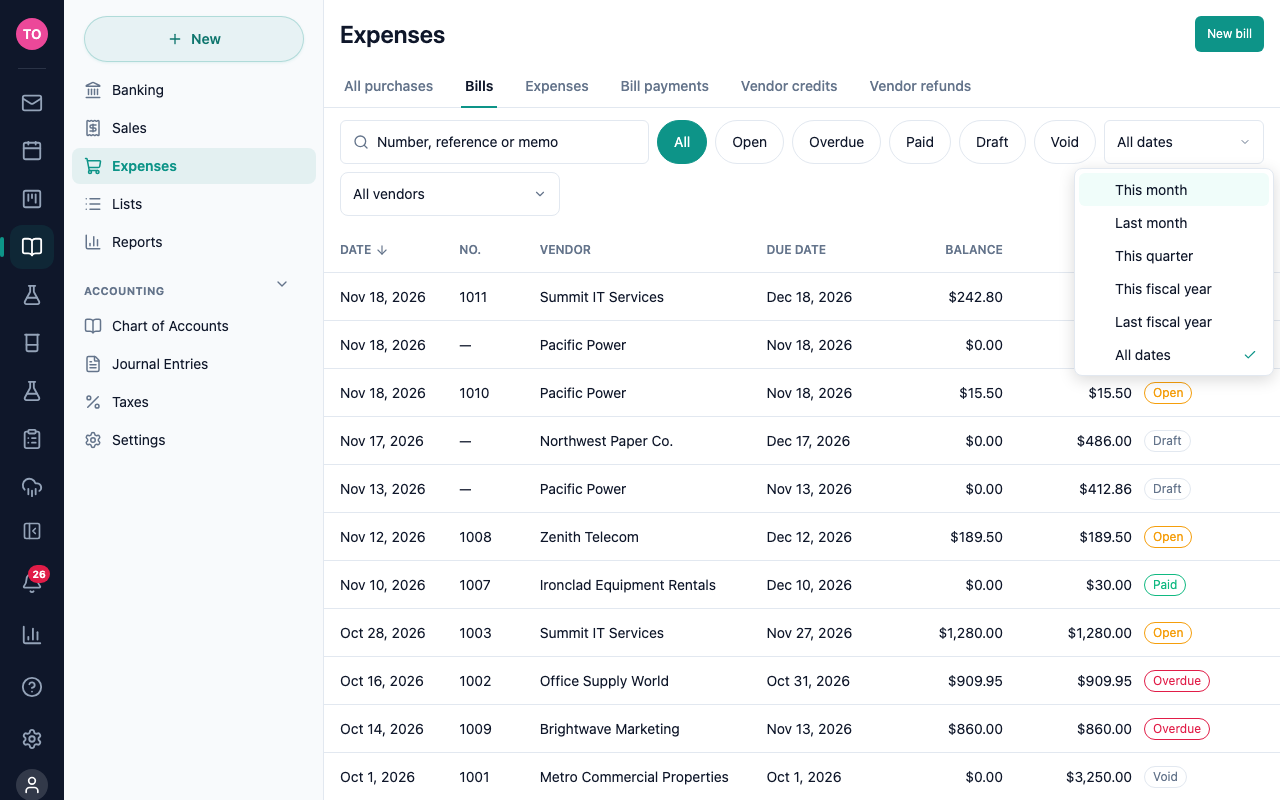 TO
New
Banking
Sales
Expenses
Lists
Reports
ACCOUNTING
Chart of Accounts
Journal Entries
Taxes
Settings
26
Expenses
New bill
All purchases Bills Expenses Bill payments Vendor credits Vendor refunds
Number, reference or memo All Open Overdue Paid Draft Void All dates
All vendors
This month
Last month
This quarter
This fiscal year
Last fiscal year
All dates
DATE NO. VENDOR DUE DATE BALANCE
Nov 18, 2026 1011 Summit IT Services Dec 18, 2026 $242.80
Nov 18, 2026 — Pacific Power Nov 18, 2026 $0.00
Nov 18, 2026 1010 Pacific Power Nov 18, 2026 $15.50 $15.50 Open
Nov 17, 2026 — Northwest Paper Co. Dec 17, 2026 $0.00 $486.00 Draft
Nov 13, 2026 — Pacific Power Nov 13, 2026 $0.00 $412.86 Draft
Nov 12, 2026 1008 Zenith Telecom Dec 12, 2026 $189.50 $189.50 Open
Nov 10, 2026 1007 Ironclad Equipment Rentals Dec 10, 2026 $0.00 $30.00 Paid
Oct 28, 2026 1003 Summit IT Services Nov 27, 2026 $1,280.00 $1,280.00 Open
Oct 16, 2026 1002 Office Supply World Oct 31, 2026 $909.95 $909.95 Overdue
Oct 14, 2026 1009 Brightwave Marketing Nov 13, 2026 $860.00 $860.00 Overdue
Oct 1, 2026 1001 Metro Commercial Properties Oct 1, 2026 $0.00 $3,250.00 Void